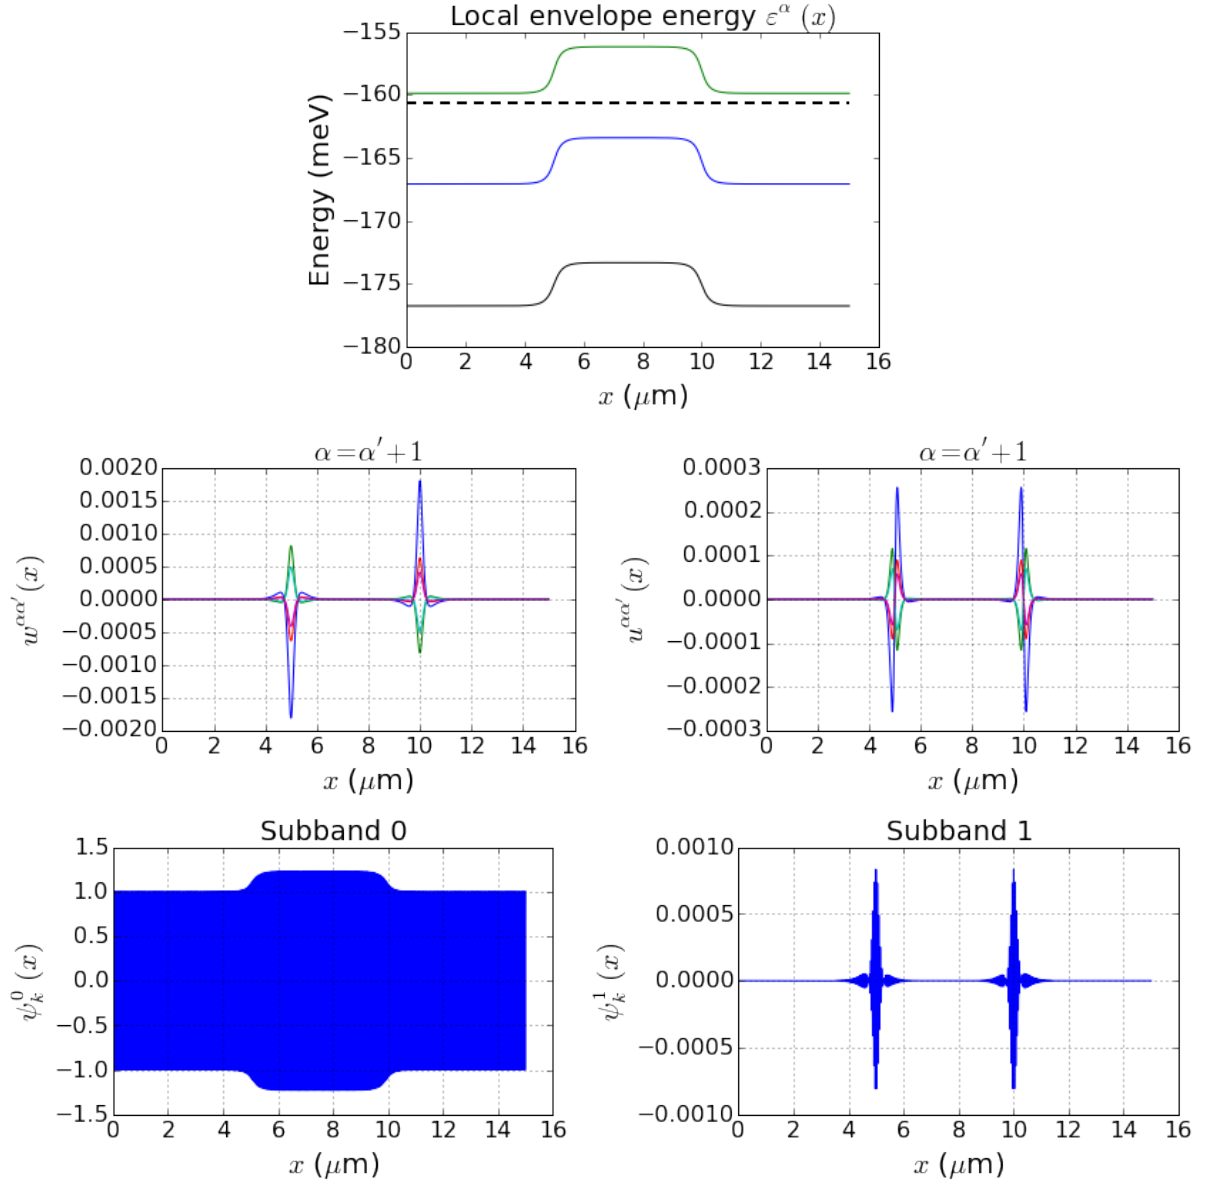 Local envelope energy ε^α (x)
−155
−160
−165
−170
−175
−180
Energy (meV)
0 2 4 6 8 10 12 14 16
x (μm)
α=α′+1
0.0020
0.0015
0.0010
0.0005
0.0000
−0.0005
−0.0010
−0.0015
−0.0020
w^{αα′}(x)
0 2 4 6 8 10 12 14 16
x (μm)
α=α′+1
0.0003
0.0002
0.0001
0.0000
−0.0001
−0.0002
−0.0003
u^{αα′}(x)
0 2 4 6 8 10 12 14 16
x (μm)
Subband 0
1.5
1.0
0.5
0.0
−0.5
−1.0
−1.5
ψ_k^0 (x)
0 2 4 6 8 10 12 14 16
x (μm)
Subband 1
0.0010
0.0005
0.0000
−0.0005
−0.0010
ψ_k^1 (x)
0 2 4 6 8 10 12 14 16
x (μm)